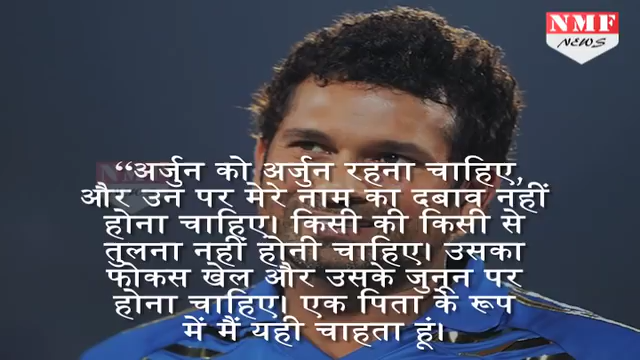 NMF
NEWS
“अर्जुन को अर्जुन रहना चाहिए,
और उन पर मेरे नाम का दबाव नहीं
होना चाहिए। किसी की किसी से
तुलना नहीं होनी चाहिए। उसका
फोकस खेल और उसके जुनून पर
होना चाहिए। एक पिता के रूप
में मैं यही चाहता हूं।